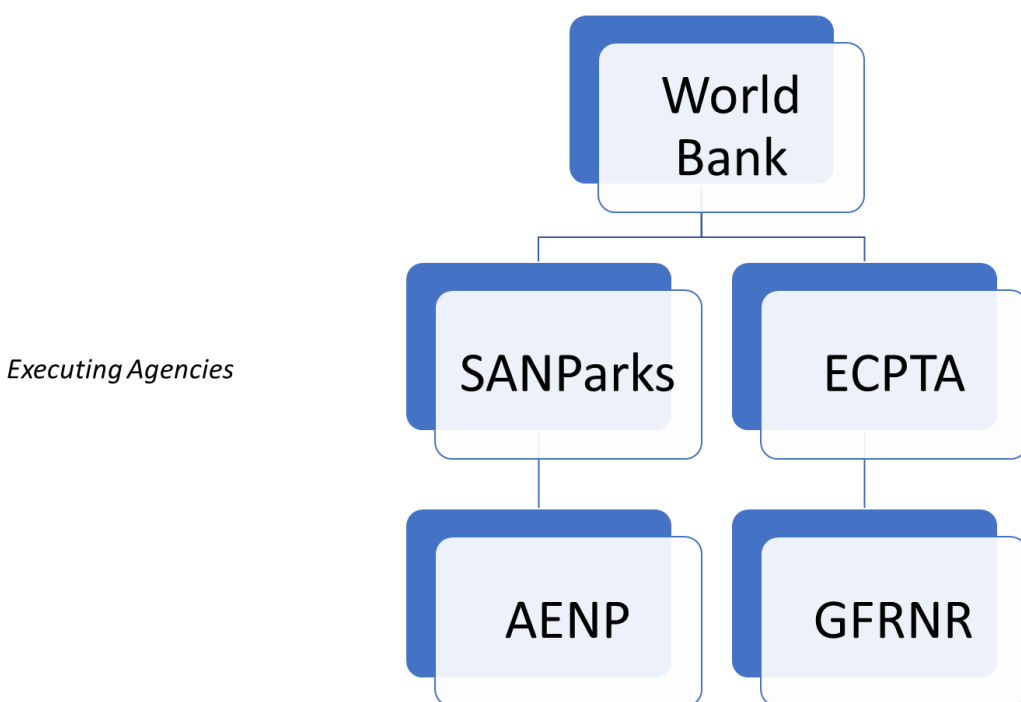 World
Bank
Executing Agencies
SANParks
ECPTA
AENP
GFRNR